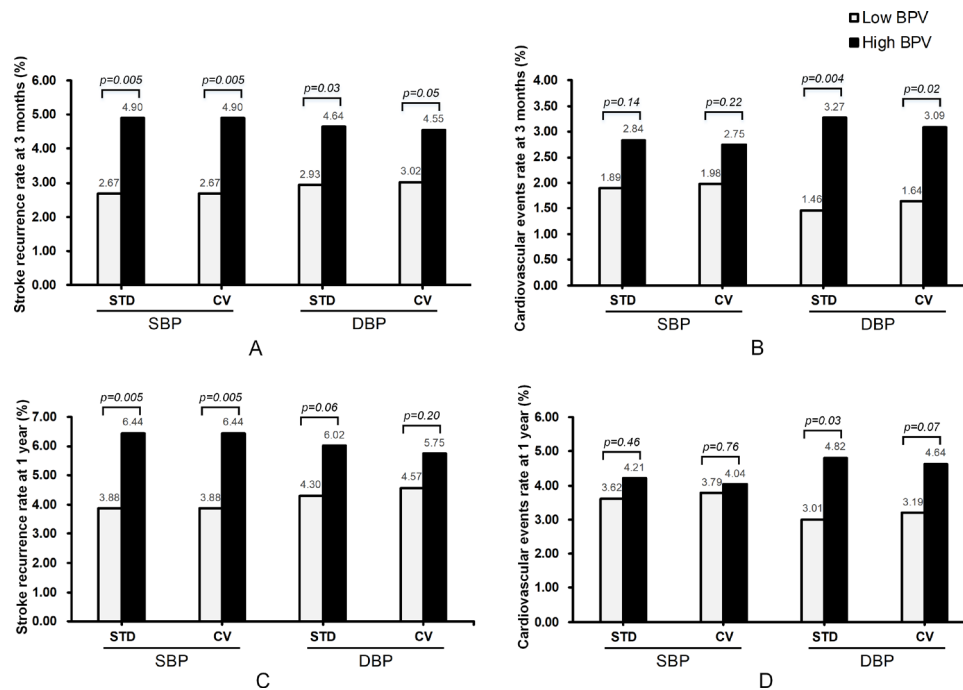 Low BPV
High BPV
Stroke recurrence rate at 3 months (%)
6.00
5.00
4.00
3.00
2.00
1.00
0.00
p=0.005
p=0.005
p=0.03
p=0.05
2.67
4.90
2.67
4.90
2.93
4.64
3.02
4.55
STD
CV
STD
CV
SBP
DBP
A
Cardiovascular events rate at 3 months (%)
4.00
3.50
3.00
2.50
2.00
1.50
1.00
0.50
0.00
p=0.14
p=0.22
p=0.004
p=0.02
1.89
2.84
1.98
2.75
1.46
3.27
1.64
3.09
STD
CV
STD
CV
SBP
DBP
B
Stroke recurrence rate at 1 year (%)
7.00
6.00
5.00
4.00
3.00
2.00
1.00
0.00
p=0.005
p=0.005
p=0.06
p=0.20
3.88
6.44
3.88
6.44
4.30
6.02
4.57
5.75
STD
CV
STD
CV
SBP
DBP
C
Cardiovascular events rate at 1 year (%)
6.00
5.00
4.00
3.00
2.00
1.00
0.00
p=0.46
p=0.76
p=0.03
p=0.07
3.62
4.21
3.79
4.04
3.01
4.82
3.19
4.64
STD
CV
STD
CV
SBP
DBP
D